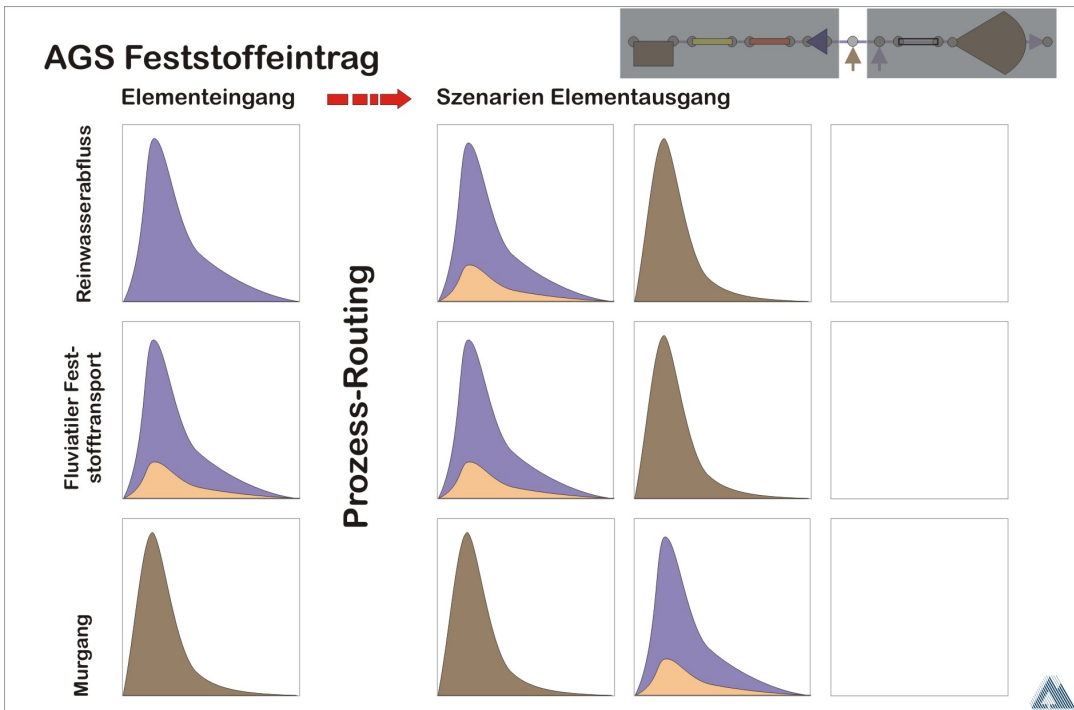 AGS Feststoffeintrag
Elementeingang
Szenarien Elementausgang
Reinwasserabfluss
Prozess-Routing
Fluviatiler Fest-
stofftransport
Murgang